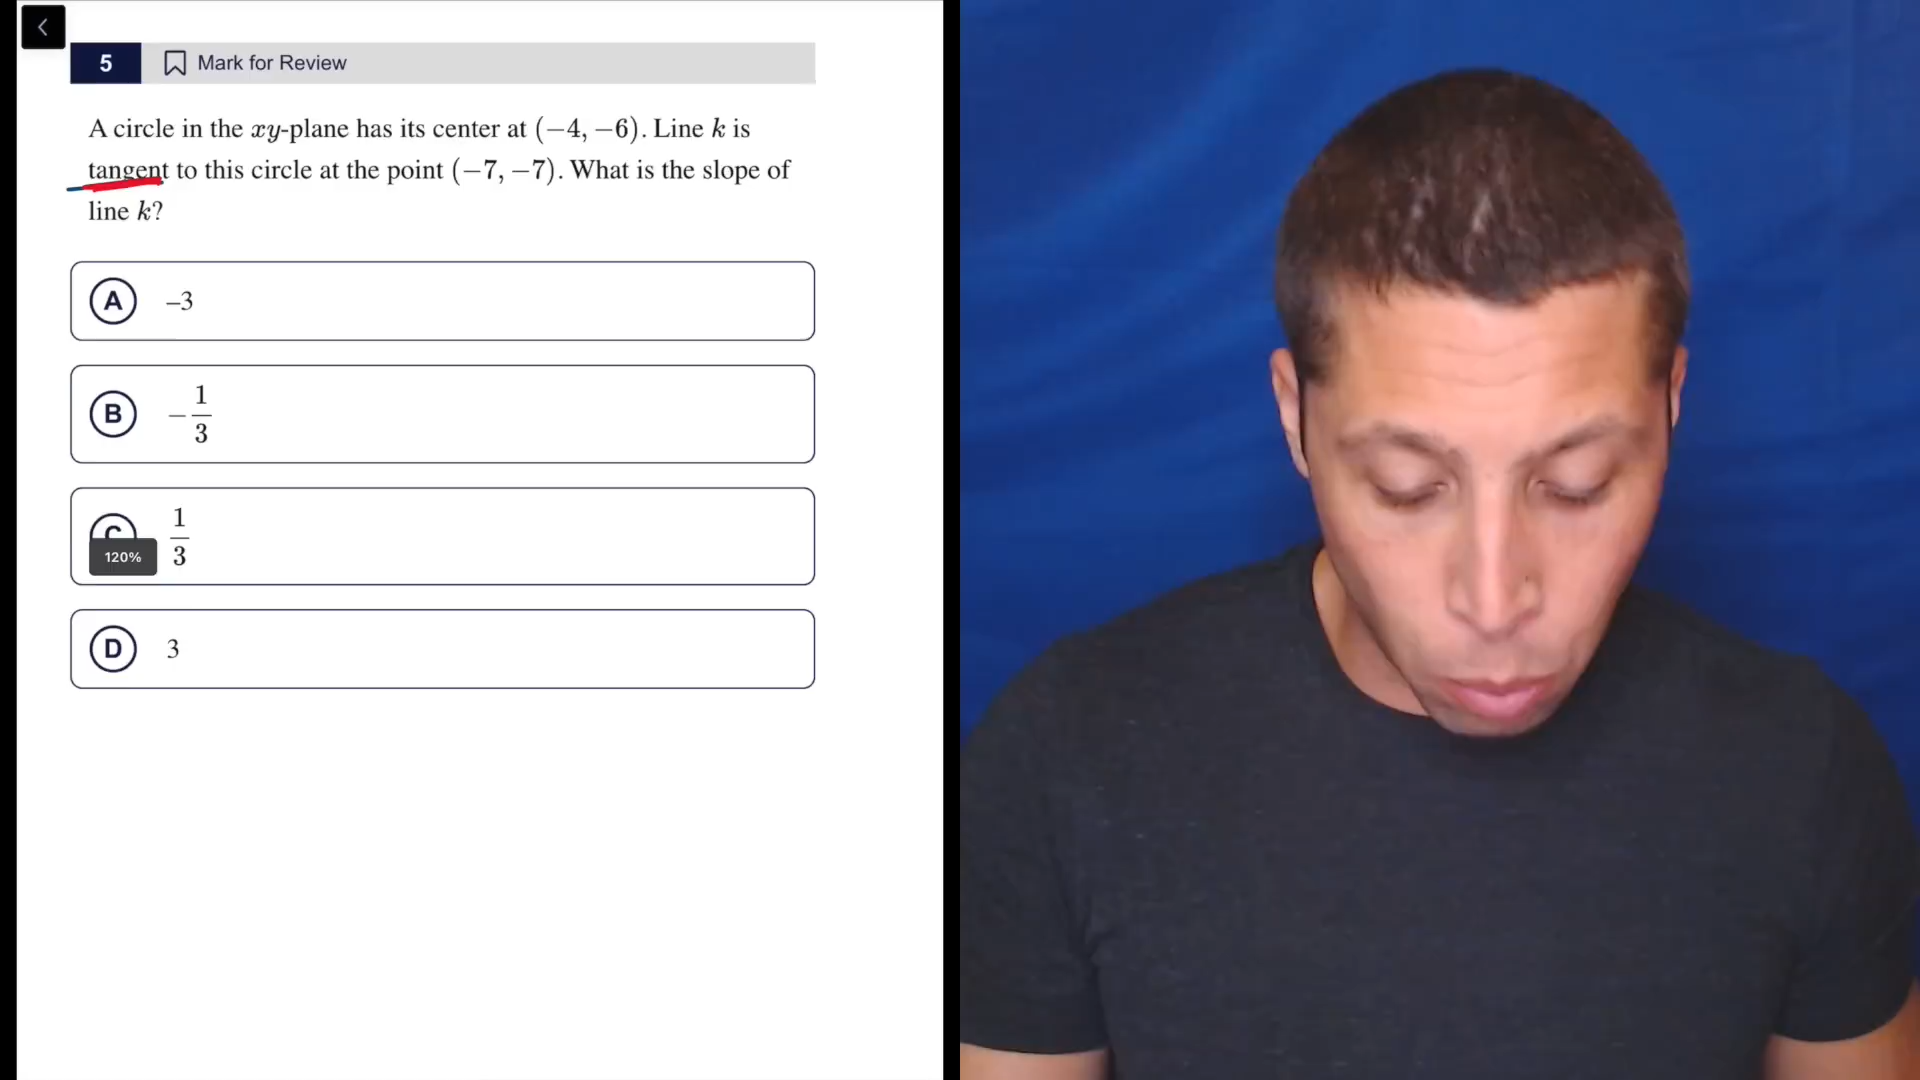 5 Mark for Review
A circle in the xy-plane has its center at (−4, −6). Line k is
tangent to this circle at the point (−7, −7). What is the slope of
line k?
A –3
B −1/3
C 1/3
120%
D 3